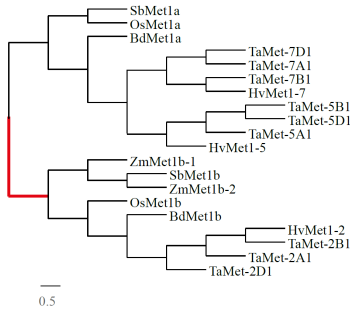 SbMet1a
OsMet1a
BdMet1a
TaMet-7D1
TaMet-7A1
TaMet-7B1
HvMet1-7
TaMet-5B1
TaMet-5D1
TaMet-5A1
HvMet1-5
ZmMet1b-1
SbMet1b
ZmMet1b-2
OsMet1b
BdMet1b
HvMet1-2
TaMet-2B1
TaMet-2A1
TaMet-2D1
0.5